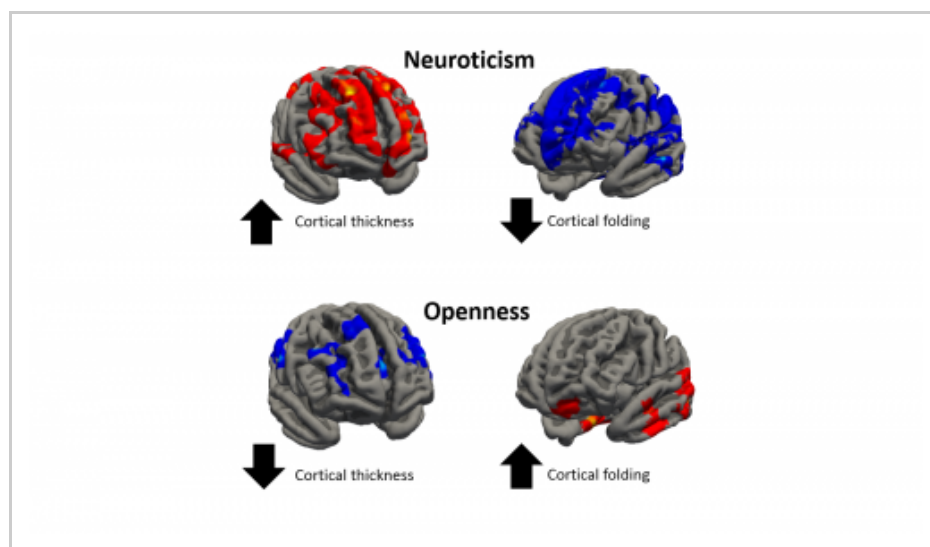 Neuroticism
Cortical thickness
Cortical folding
Openness
Cortical thickness
Cortical folding